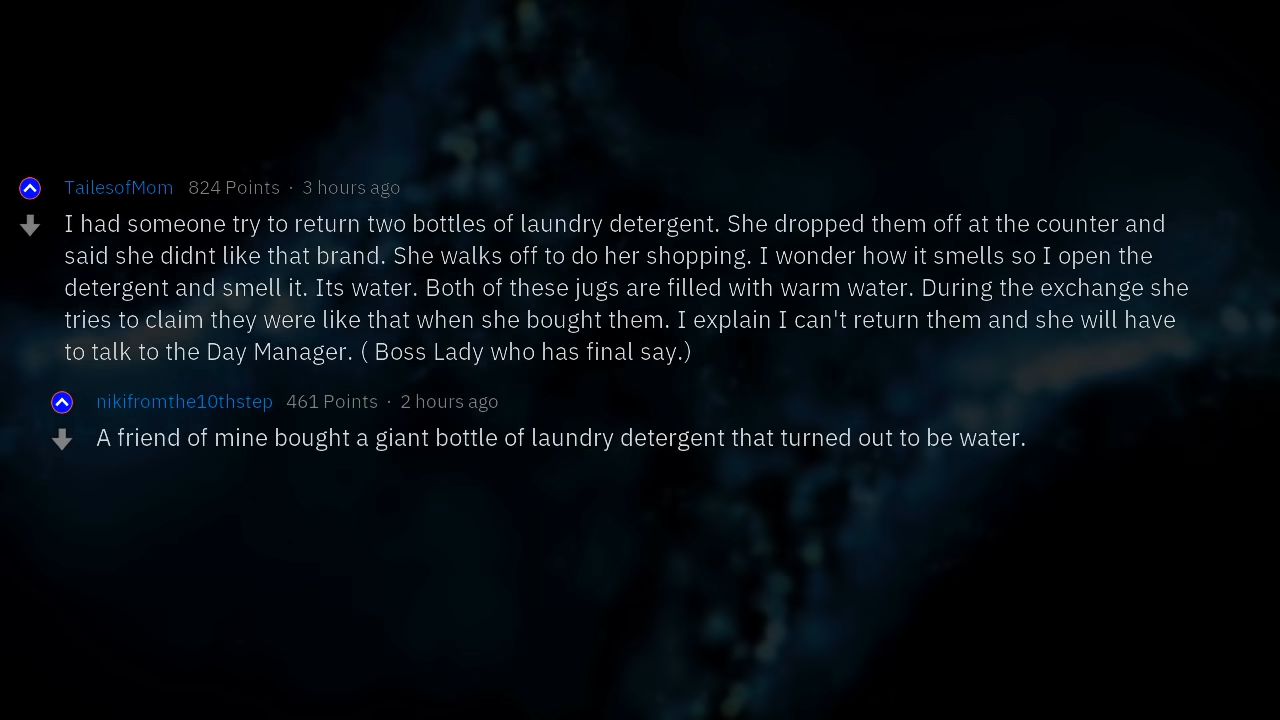 TailesofMom 824 Points · 3 hours ago
I had someone try to return two bottles of laundry detergent. She dropped them off at the counter and
said she didnt like that brand. She walks off to do her shopping. I wonder how it smells so I open the
detergent and smell it. Its water. Both of these jugs are filled with warm water. During the exchange she
tries to claim they were like that when she bought them. I explain I can't return them and she will have
to talk to the Day Manager. ( Boss Lady who has final say.)
nikifromthe10thstep 461 Points · 2 hours ago
A friend of mine bought a giant bottle of laundry detergent that turned out to be water.